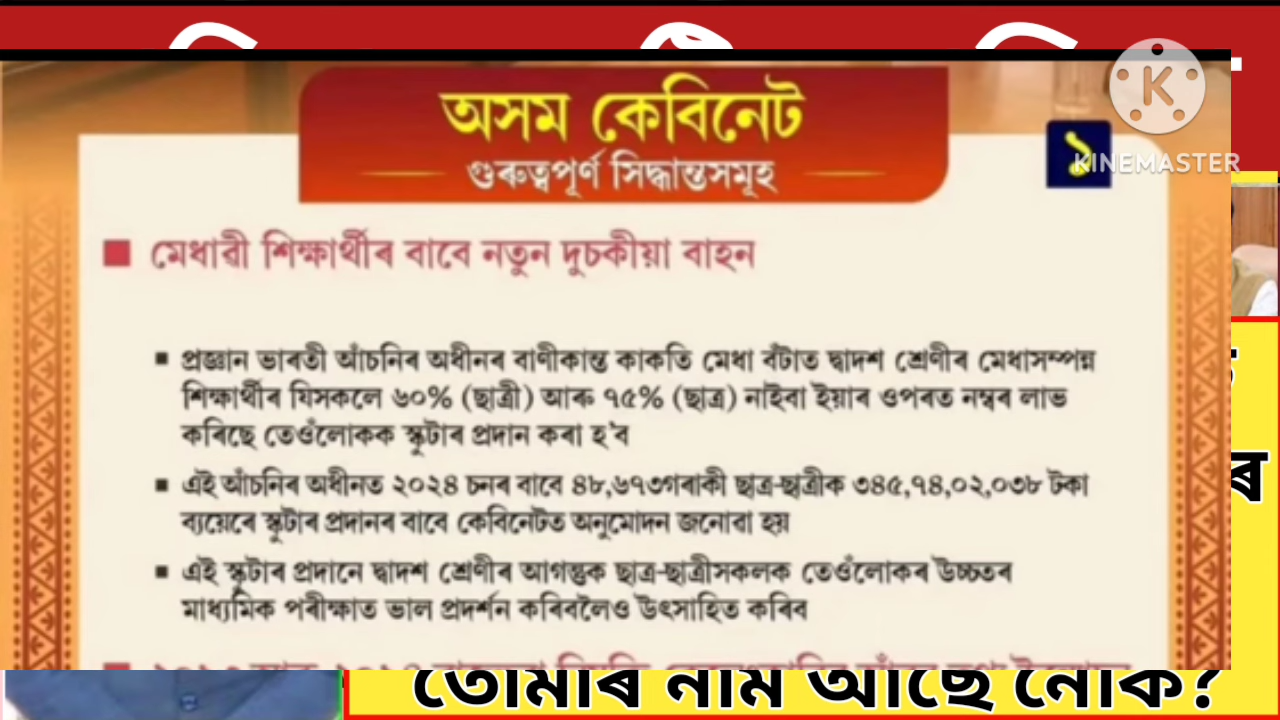 অসম কেবিনেট
গুৰুত্বপূৰ্ণ সিদ্ধান্তসমূহ
১
KINEMASTER
মেধাৱী শিক্ষাৰ্থীৰ বাবে নতুন দুচকীয়া বাহন
প্ৰজ্ঞান ভাৰতী আঁচনিৰ অধীনৰ বাণীকান্ত কাকতি মেধা বঁটাত দ্বাদশ শ্ৰেণীৰ মেধাসম্পন্ন
শিক্ষাৰ্থীৰ যিসকলে ৬০% (ছাত্ৰী) আৰু ৭৫% (ছাত্ৰ) নাইবা ইয়াৰ ওপৰত নম্বৰ লাভ
কৰিছে তেওঁলোকক স্কুটাৰ প্ৰদান কৰা হ'ব
এই আঁচনিৰ অধীনত ২০২৪ চনৰ বাবে ৪৮,৬৭৩গৰাকী ছাত্ৰ-ছাত্ৰীক ৩৪৫,৭৪,০২,০৩৮ টকা
ব্যয়েৰে স্কুটাৰ প্ৰদানৰ বাবে কেবিনেটত অনুমোদন জনোৱা হয়
এই স্কুটাৰ প্ৰদানে দ্বাদশ শ্ৰেণীৰ আগন্তুক ছাত্ৰ-ছাত্ৰীসকলক তেওঁলোকৰ উচ্চতৰ
মাধ্যমিক পৰীক্ষাত ভাল প্ৰদৰ্শন কৰিবলৈও উৎসাহিত কৰিব
তোমাৰ নাম আছে নোক?